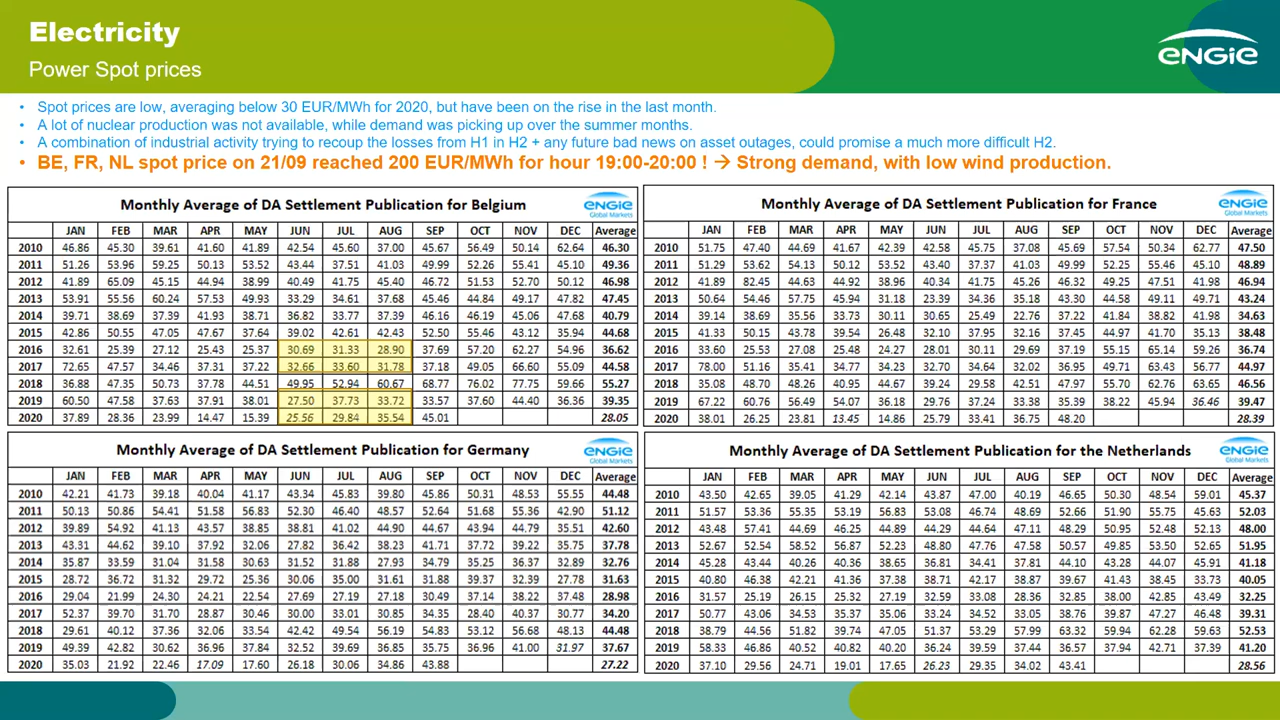 Electricity
Power Spot prices
ENGIE
• Spot prices are low, averaging below 30 EUR/MWh for 2020, but have been on the rise in the last month.
• A lot of nuclear production was not available, while demand was picking up over the summer months.
• A combination of industrial activity trying to recoup the losses from H1 in H2 + any future bad news on asset outages, could promise a much more difficult H2.
• BE, FR, NL spot price on 21/09 reached 200 EUR/MWh for hour 19:00-20:00 ! → Strong demand, with low wind production.
Monthly Average of DA Settlement Publication for Belgium
ENGIE
Global Markets
JAN FEB MAR APR MAY JUN JUL AUG SEP OCT NOV DEC Average
2010 46.86 45.30 39.61 41.60 41.89 42.54 45.60 37.00 45.67 56.49 50.14 62.64 46.30
2011 51.26 53.96 59.25 50.13 53.52 43.44 37.51 41.03 49.99 52.26 55.41 45.10 49.36
2012 41.89 65.09 45.15 44.94 38.99 40.49 41.75 45.40 46.72 51.53 52.70 50.12 46.98
2013 53.91 55.56 60.24 57.53 49.93 33.29 34.61 37.68 45.46 44.84 49.17 47.82 47.45
2014 39.71 38.69 37.39 41.93 38.71 36.82 33.77 37.39 46.16 46.19 45.06 47.68 40.79
2015 42.86 50.55 47.05 47.67 37.64 39.02 42.61 42.43 52.50 55.46 43.12 35.94 44.68
2016 32.61 25.39 27.12 25.43 25.37 30.69 31.33 28.90 37.69 57.20 62.27 54.96 36.62
2017 72.65 47.57 34.46 37.31 37.22 32.66 33.60 31.78 37.18 49.05 66.60 55.09 44.58
2018 36.88 47.35 50.73 37.78 44.51 49.95 52.94 60.67 68.77 76.02 77.75 59.66 55.27
2019 60.50 47.58 37.63 37.91 38.01 27.50 37.73 33.72 33.57 37.60 44.40 36.36 39.35
2020 37.89 28.36 23.99 14.47 15.39 25.56 29.84 35.54 45.01 28.05
Monthly Average of DA Settlement Publication for France
ENGIE
Global Markets
JAN FEB MAR APR MAY JUN JUL AUG SEP OCT NOV DEC Average
2010 51.75 47.40 44.69 41.67 42.39 42.58 45.75 37.08 45.69 57.54 50.34 62.77 47.50
2011 51.29 53.62 54.13 50.12 53.52 43.40 37.37 41.03 49.99 52.25 55.46 45.10 48.89
2012 41.89 82.45 44.63 44.92 38.96 40.34 41.75 45.26 46.32 49.25 47.51 41.98 46.94
2013 50.64 54.46 57.75 45.94 31.18 23.39 34.36 35.18 43.30 44.58 49.11 49.71 43.24
2014 39.14 38.69 35.56 33.73 30.11 30.65 25.49 22.76 37.22 41.84 38.82 41.98 34.63
2015 41.33 50.15 43.78 39.54 26.48 32.10 37.95 32.16 37.45 44.97 41.70 35.13 38.48
2016 33.60 25.53 27.08 25.48 24.27 28.01 30.11 29.69 37.19 55.15 65.14 59.26 36.74
2017 78.00 51.16 35.41 34.77 34.23 32.70 34.64 32.02 36.95 49.71 63.43 56.77 44.97
2018 35.08 48.70 48.26 40.95 44.67 39.24 29.58 42.51 47.97 55.70 62.76 63.65 46.56
2019 67.22 60.76 56.49 54.07 36.18 29.76 37.24 33.38 35.39 38.22 45.94 36.46 39.47
2020 38.01 26.25 23.81 13.45 14.86 25.79 33.41 36.75 48.20 28.39
Monthly Average of DA Settlement Publication for Germany
ENGIE
Global Markets
JAN FEB MAR APR MAY JUN JUL AUG SEP OCT NOV DEC Average
2010 42.21 41.73 39.18 40.04 41.17 43.34 45.83 39.80 45.86 50.31 48.53 55.55 44.48
2011 50.13 50.86 54.41 51.58 56.83 52.30 46.40 48.57 52.64 51.68 55.36 42.90 51.12
2012 39.89 54.92 41.13 43.57 38.85 38.81 41.02 44.90 44.67 43.94 44.79 35.51 42.60
2013 43.31 44.62 39.10 37.92 32.06 27.82 36.42 38.23 41.71 37.72 39.22 35.75 37.78
2014 35.87 33.59 31.04 31.58 30.63 31.52 31.88 27.93 34.79 35.25 36.37 32.89 32.76
2015 28.72 36.72 31.32 29.72 25.36 30.06 35.00 31.61 31.88 39.37 32.39 27.78 31.63
2016 29.04 21.99 24.30 24.21 22.54 27.69 27.19 27.18 30.49 37.14 38.22 37.48 28.98
2017 52.37 39.70 31.70 28.87 30.46 30.00 33.01 30.85 34.35 28.40 40.37 30.77 34.20
2018 29.61 40.12 37.36 32.06 33.54 42.42 49.54 56.19 54.83 53.12 56.68 48.13 44.48
2019 49.39 42.82 30.62 36.96 37.84 32.52 39.69 36.85 35.75 36.96 41.00 31.97 37.67
2020 35.03 21.92 22.46 17.09 17.60 26.18 30.06 34.86 43.88 27.22
Monthly Average of DA Settlement Publication for the Netherlands
ENGIE
Global Markets
JAN FEB MAR APR MAY JUN JUL AUG SEP OCT NOV DEC Average
2010 43.50 42.65 39.05 41.29 42.14 43.87 47.00 40.19 46.65 50.30 48.54 59.01 45.37
2011 51.57 53.36 55.35 53.19 56.83 53.08 46.74 48.69 52.66 51.90 55.75 45.63 52.03
2012 43.48 57.41 44.69 46.25 44.89 44.29 44.64 47.11 48.29 50.95 52.48 52.13 48.00
2013 52.67 52.54 58.52 56.87 52.23 48.80 47.76 47.58 50.57 49.85 53.50 52.65 51.95
2014 45.28 43.44 40.26 40.36 38.65 36.81 34.41 37.81 44.10 43.28 44.07 45.91 41.18
2015 40.80 46.38 42.21 41.36 37.38 38.71 42.17 38.87 39.67 41.43 38.45 33.73 40.05
2016 31.57 25.19 26.15 25.32 27.19 32.59 33.08 28.36 32.85 38.00 42.85 43.49 32.25
2017 50.77 43.06 34.53 35.37 35.06 33.24 34.52 33.05 38.76 39.87 47.27 46.48 39.31
2018 38.79 44.56 51.82 39.74 47.05 51.37 53.29 57.99 63.32 59.94 62.28 59.63 52.53
2019 58.33 46.86 40.52 40.82 40.20 36.24 39.59 37.44 36.57 37.94 42.71 37.39 41.20
2020 37.10 29.56 24.71 19.01 17.65 26.23 29.35 34.02 43.41 28.56